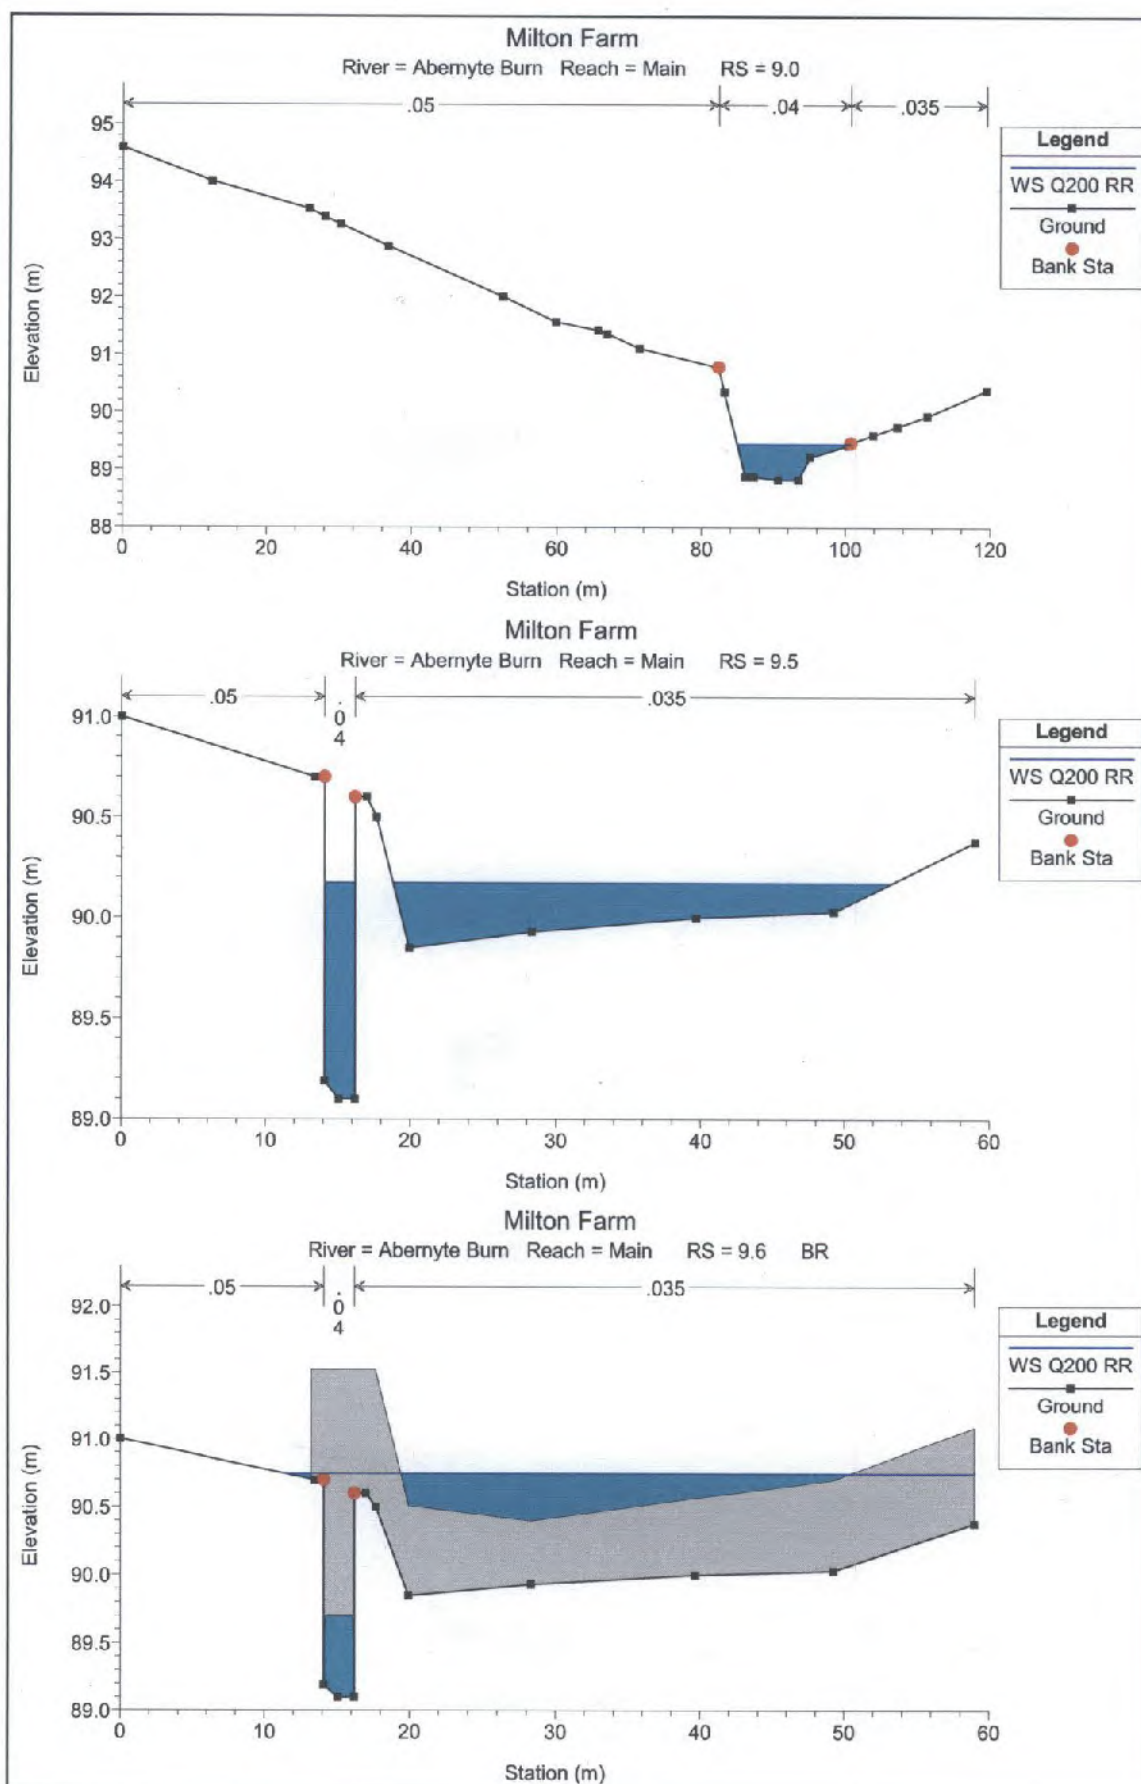 Milton Farm
River = Abernyte Burn Reach = Main RS = 9.0
.05 .04 .035
95
94
93
92
91
90
89
88
0 20 40 60 80 100 120
Elevation (m)
Station (m)
Legend
WS Q200 RR
Ground
Bank Sta
Milton Farm
River = Abernyte Burn Reach = Main RS = 9.5
.05 .04 .035
91.0
90.5
90.0
89.5
89.0
0 10 20 30 40 50 60
Elevation (m)
Station (m)
Legend
WS Q200 RR
Ground
Bank Sta
Milton Farm
River = Abernyte Burn Reach = Main RS = 9.6 BR
.05 .04 .035
92.0
91.5
91.0
90.5
90.0
89.5
89.0
0 10 20 30 40 50 60
Elevation (m)
Station (m)
Legend
WS Q200 RR
Ground
Bank Sta